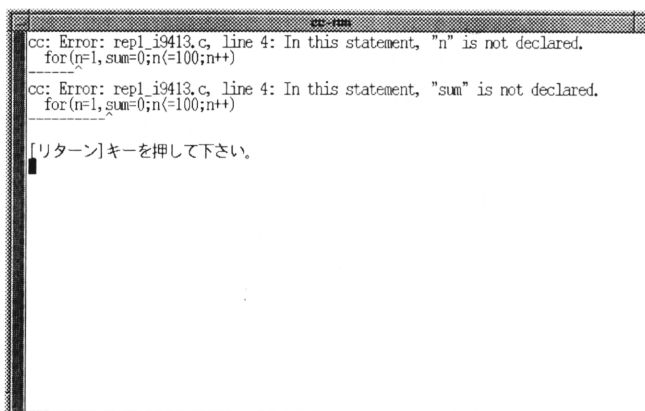 cc-run
cc: Error: rep1_i9413.c, line 4: In this statement, "n" is not declared.
for(n=1,sum=0;n<=100;n++)
------^
cc: Error: rep1_i9413.c, line 4: In this statement, "sum" is not declared.
for(n=1,sum=0;n<=100;n++)
----------^
[リターン]キーを押して下さい。